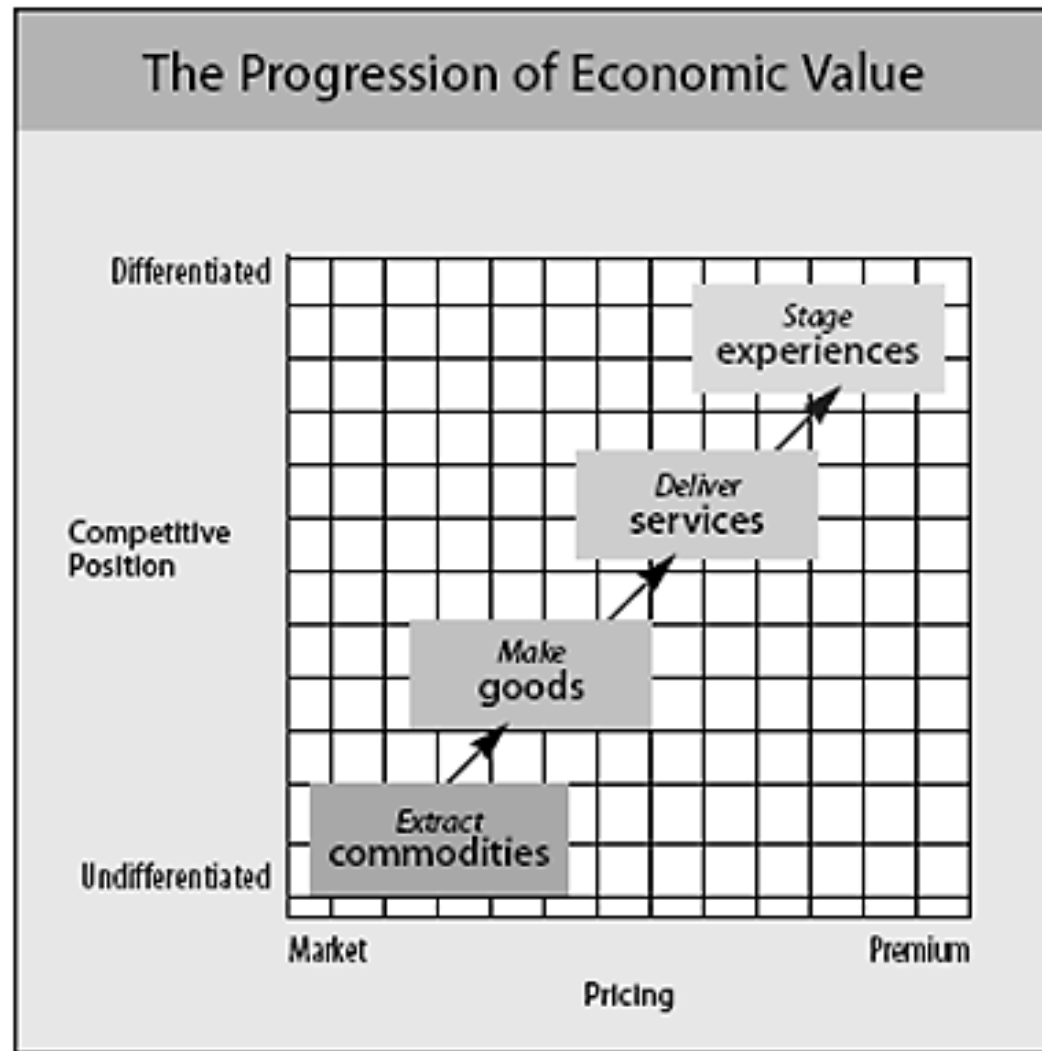 The Progression of Economic Value
Differentiated
Stage
experiences
Deliver
services
Competitive
Position
Make
goods
Extract
commodities
Undifferentiated
Market
Premium
Pricing